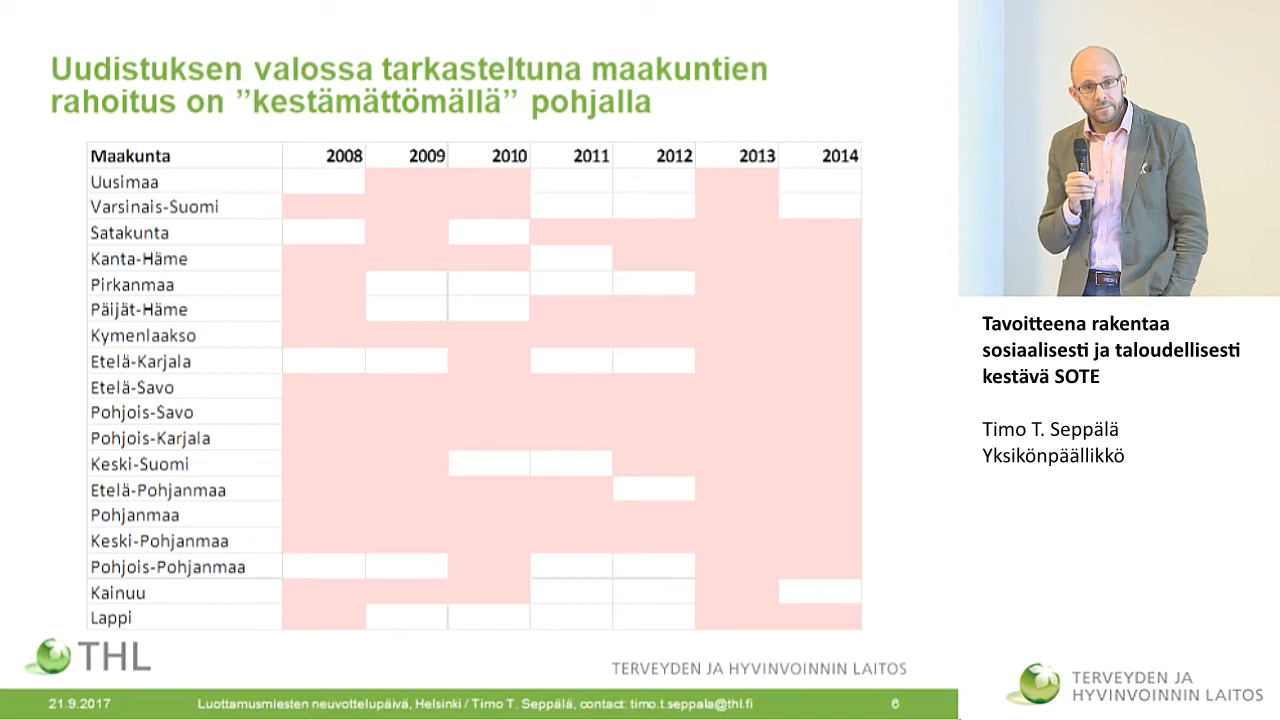 Uudistuksen valossa tarkasteltuna maakuntien
rahoitus on ”kestämättömällä” pohjalla
Maakunta 2008 2009 2010 2011 2012 2013 2014
Uusimaa
Varsinais-Suomi
Satakunta
Kanta-Häme
Pirkanmaa
Päijät-Häme
Kymenlaakso
Etelä-Karjala
Etelä-Savo
Pohjois-Savo
Pohjois-Karjala
Keski-Suomi
Etelä-Pohjanmaa
Pohjanmaa
Keski-Pohjanmaa
Pohjois-Pohjanmaa
Kainuu
Lappi
THL
TERVEYDEN JA HYVINVOINNIN LAITOS
21.9.2017 Luottamusmiesten neuvottelupäivä, Helsinki / Timo T. Seppälä, contact: timo.t.seppala@thl.fi 6
Tavoitteena rakentaa
sosiaalisesti ja taloudellisesti
kestävä SOTE
Timo T. Seppälä
Yksikönpäällikkö
TERVEYDEN JA
HYVINVOINNIN LAITOS